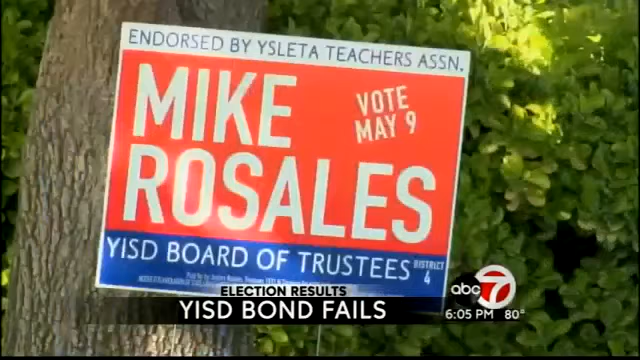 ENDORSED BY YSLETA TEACHERS ASSN.
MIKE
VOTE
MAY 9
ROSALES
YISD BOARD OF TRUSTEES DISTRICT 4
ELECTION RESULTS
YISD BOND FAILS
abc 7
6:05 PM 80°